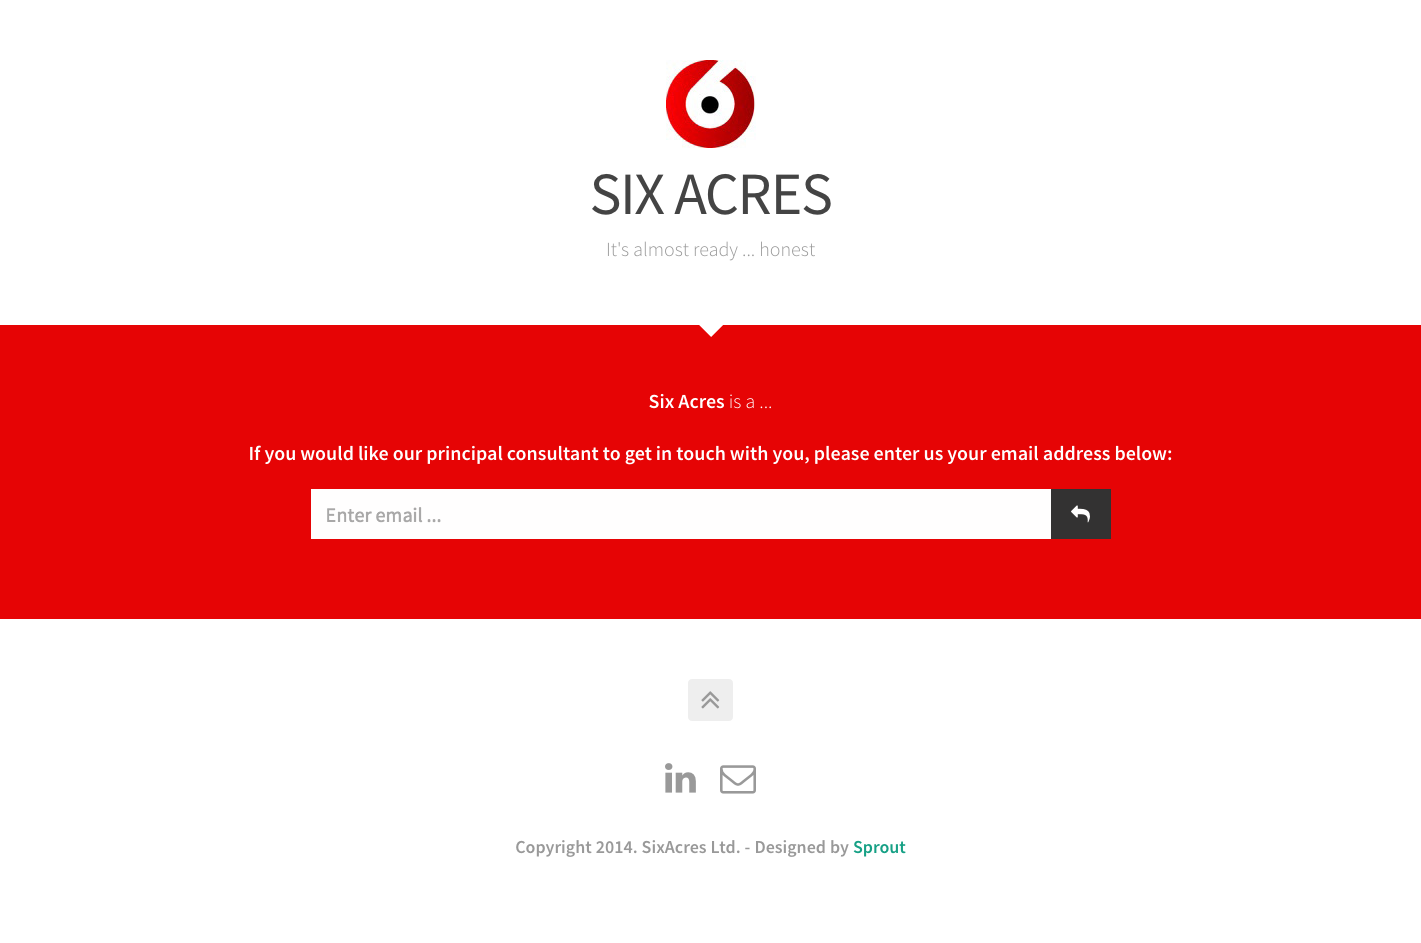 SIX ACRES
It's almost ready ... honest
Six Acres is a ...
If you would like our principal consultant to get in touch with you, please enter us your email address below:
Enter email ...
in
Copyright 2014. SixAcres Ltd. - Designed by Sprout